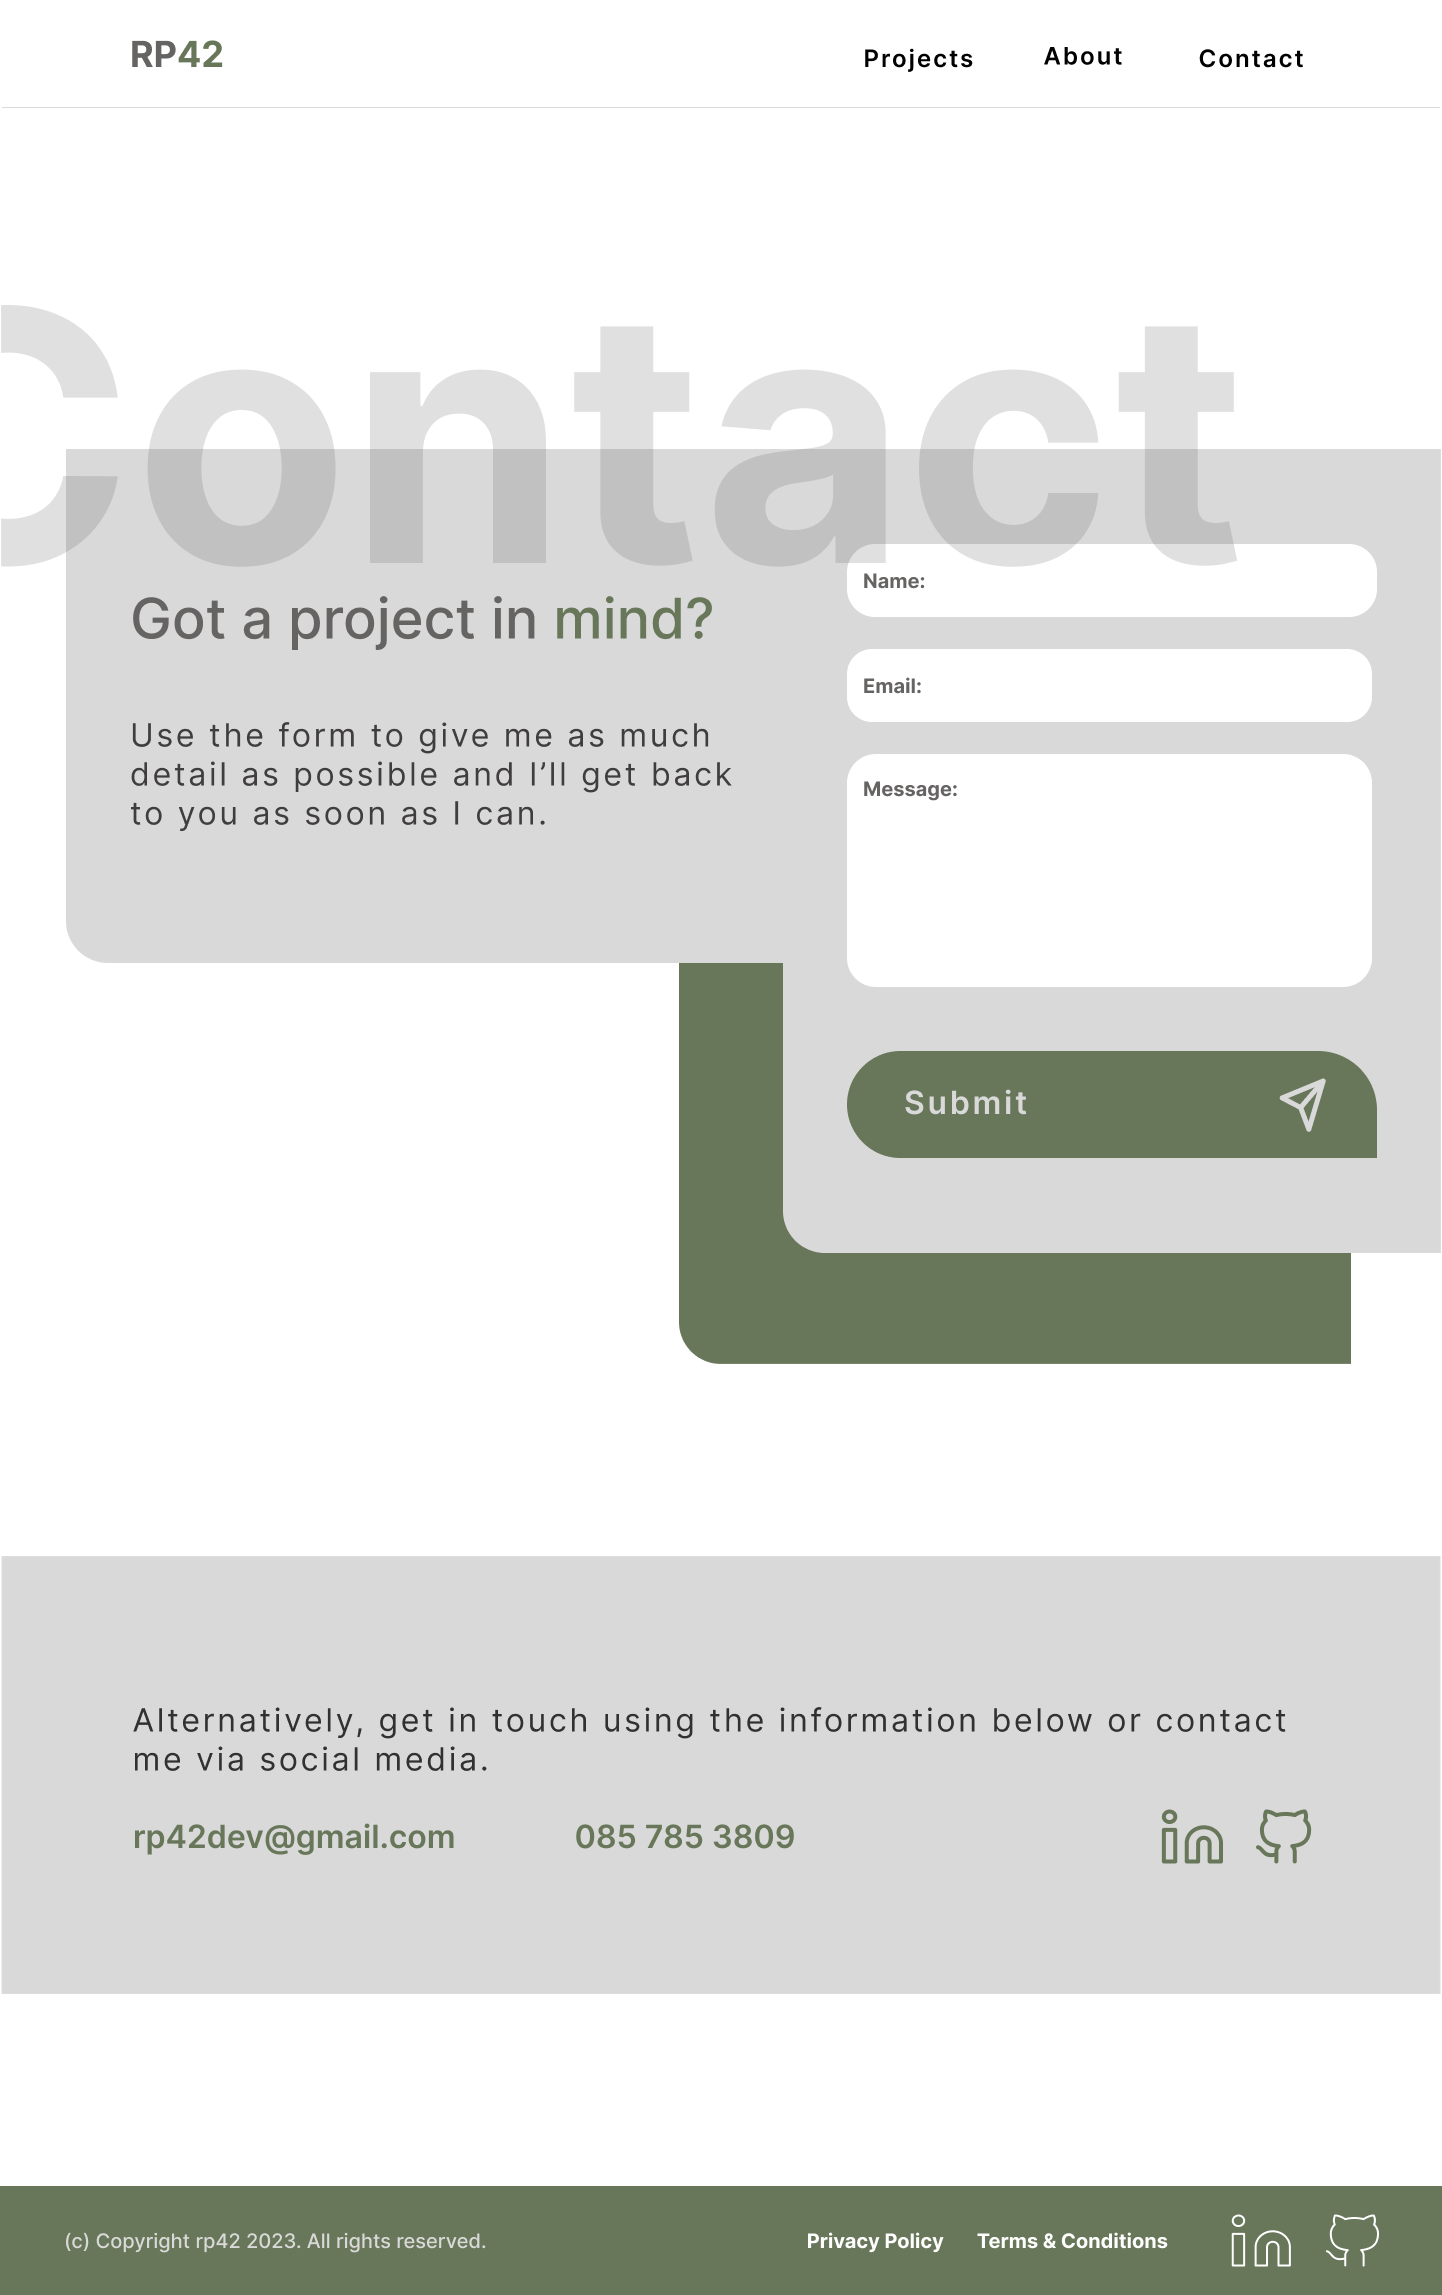 RP42
Projects About Contact
Contact
Got a project in mind?
Use the form to give me as much
detail as possible and I’ll get back
to you as soon as I can.
Name:
Email:
Message:
Submit
Alternatively, get in touch using the information below or contact
me via social media.
rp42dev@gmail.com 085 785 3809
(c) Copyright rp42 2023. All rights reserved. Privacy Policy Terms & Conditions